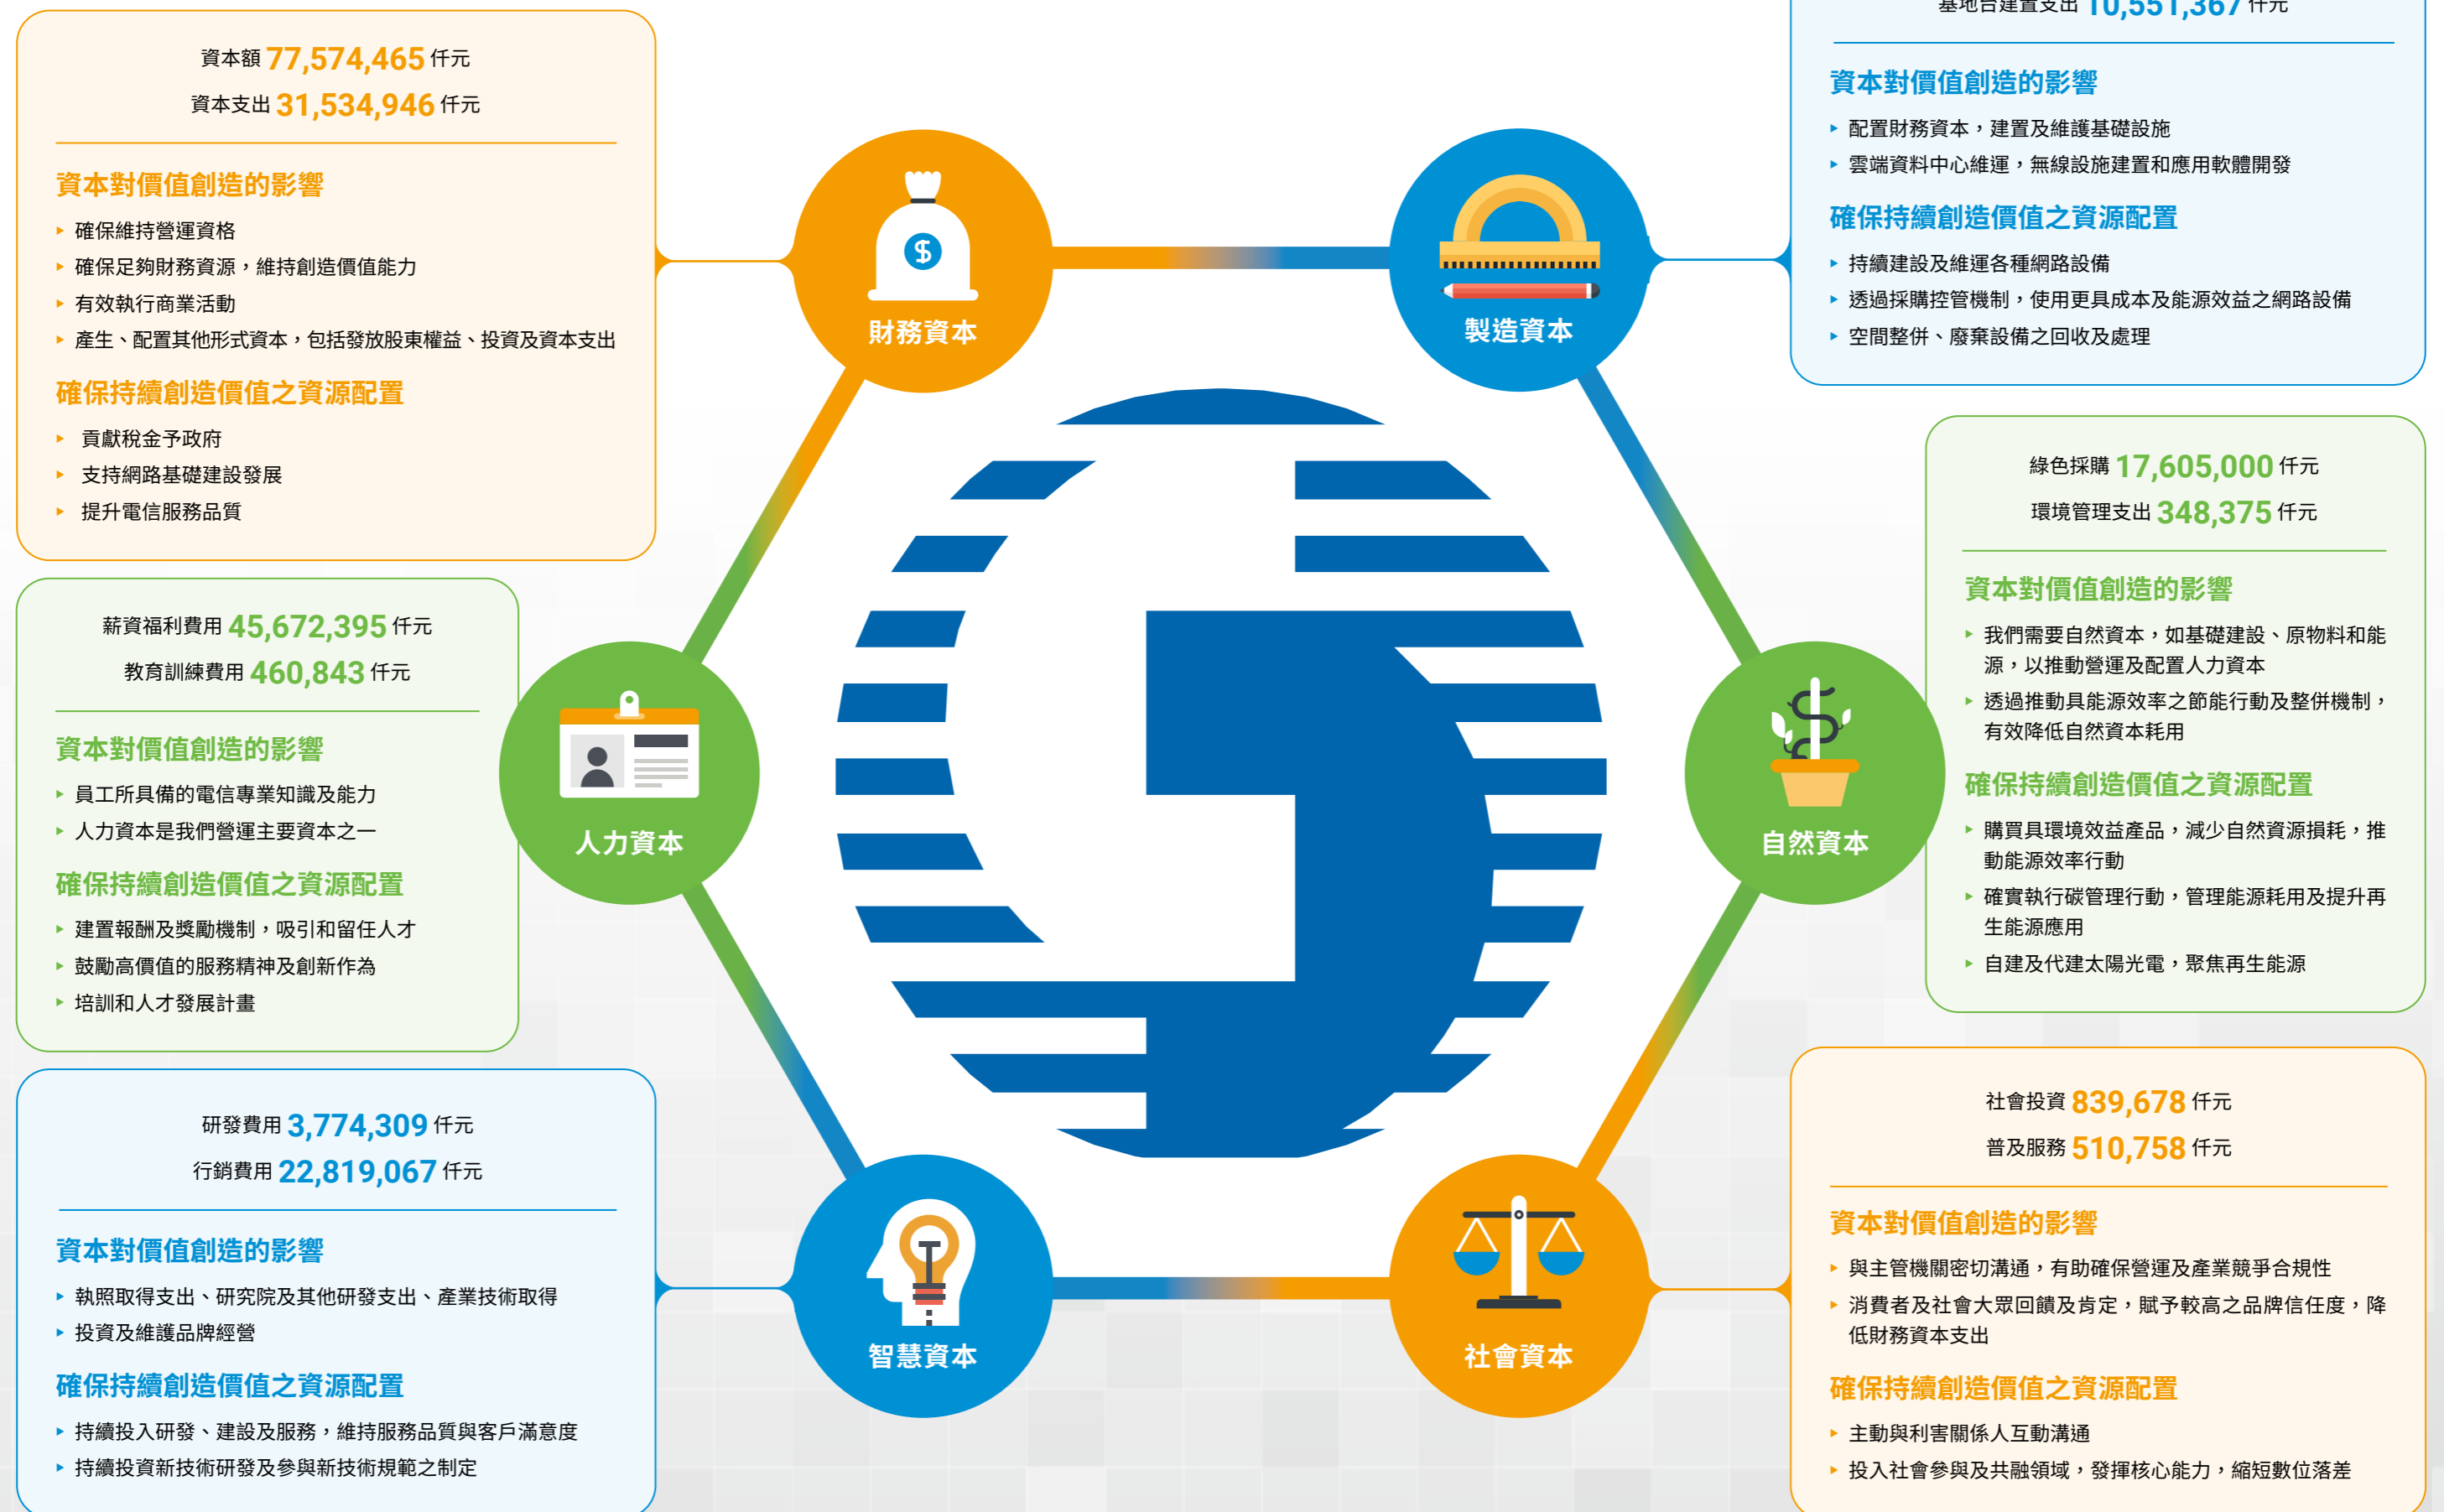 資本額 77,574,465 仟元
資本支出 31,534,946 仟元
資本對價值創造的影響
▸ 確保維持營運資格
▸ 確保足夠財務資源，維持創造價值能力
▸ 有效執行商業活動
▸ 產生、配置其他形式資本，包括發放股東權益、投資及資本支出
確保持續創造價值之資源配置
▸ 貢獻稅金予政府
▸ 支持網路基礎建設發展
▸ 提升電信服務品質
財務資本
基地台建置支出 10,551,367 仟元
資本對價值創造的影響
▸ 配置財務資本，建置及維護基礎設施
▸ 雲端資料中心維運，無線設施建置和應用軟體開發
確保持續創造價值之資源配置
▸ 持續建設及維運各種網路設備
▸ 透過採購控管機制，使用更具成本及能源效益之網路設備
▸ 空間整併、廢棄設備之回收及處理
製造資本
薪資福利費用 45,672,395 仟元
教育訓練費用 460,843 仟元
資本對價值創造的影響
▸ 員工所具備的電信專業知識及能力
▸ 人力資本是我們營運主要資本之一
確保持續創造價值之資源配置
▸ 建置報酬及獎勵機制，吸引和留任人才
▸ 鼓勵高價值的服務精神及創新作為
▸ 培訓和人才發展計畫
人力資本
綠色採購 17,605,000 仟元
環境管理支出 348,375 仟元
資本對價值創造的影響
▸ 我們需要自然資本，如基礎建設、原物料和能
源，以推動營運及配置人力資本
▸ 透過推動具能源效率之節能行動及整併機制，
有效降低自然資本耗用
確保持續創造價值之資源配置
▸ 購買具環境效益產品，減少自然資源損耗，推
動能源效率行動
▸ 確實執行碳管理行動，管理能源耗用及提升再
生能源應用
▸ 自建及代建太陽光電，聚焦再生能源
自然資本
研發費用 3,774,309 仟元
行銷費用 22,819,067 仟元
資本對價值創造的影響
▸ 執照取得支出、研究院及其他研發支出、產業技術取得
▸ 投資及維護品牌經營
確保持續創造價值之資源配置
▸ 持續投入研發、建設及服務，維持服務品質與客戶滿意度
▸ 持續投資新技術研發及參與新技術規範之制定
智慧資本
社會投資 839,678 仟元
普及服務 510,758 仟元
資本對價值創造的影響
▸ 與主管機關密切溝通，有助確保營運及產業競爭合規性
▸ 消費者及社會大眾回饋及肯定，賦予較高之品牌信任度，降
低財務資本支出
確保持續創造價值之資源配置
▸ 主動與利害關係人互動溝通
▸ 投入社會參與及共融領域，發揮核心能力，縮短數位落差
社會資本